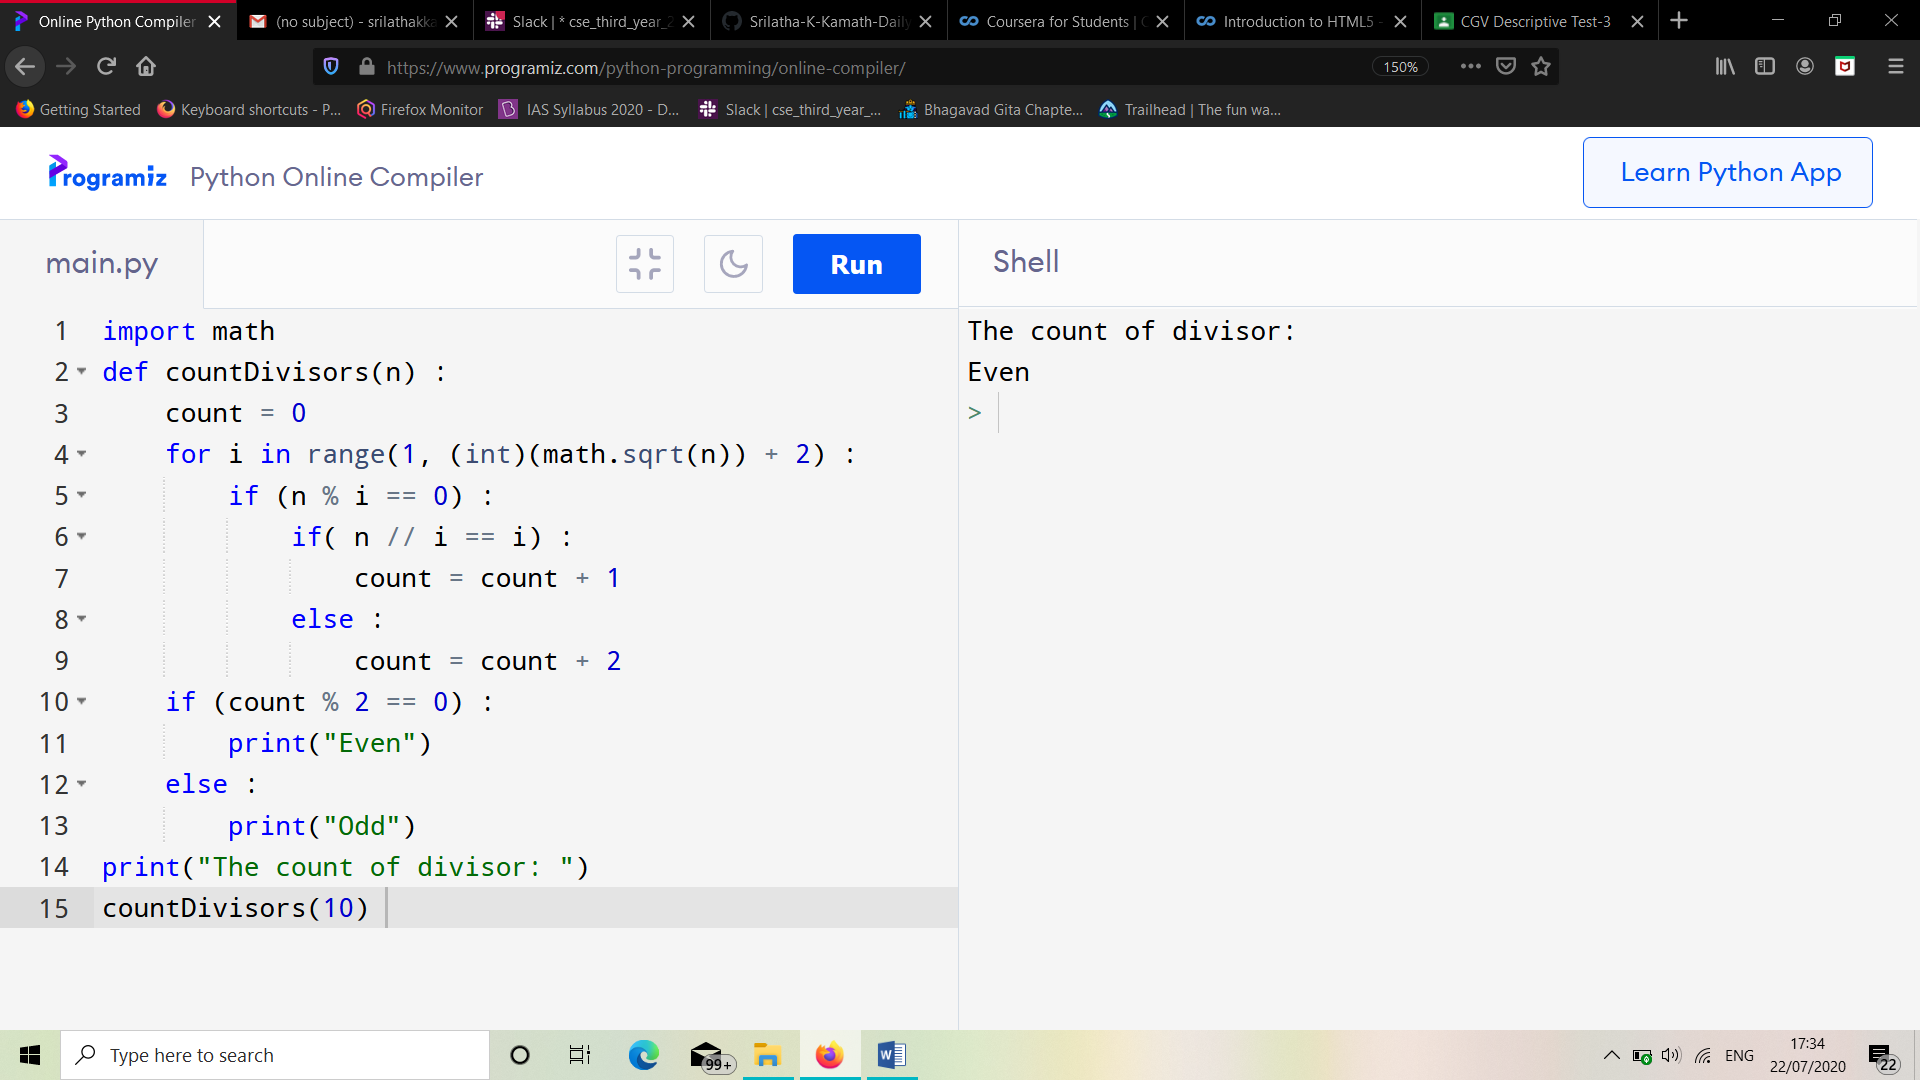 Online Python Compiler
(no subject) - srilathakka
Slack | * cse_third_year_2
Srilatha-K-Kamath-Daily
Coursera for Students | C
Introduction to HTML5 -
CGV Descriptive Test-3
https://www.programiz.com/python-programming/online-compiler/
150%
Getting Started
Keyboard shortcuts - P...
Firefox Monitor
IAS Syllabus 2020 - D...
Slack | cse_third_year_...
Bhagavad Gita Chapte...
Trailhead | The fun wa...
Programiz
Python Online Compiler
Learn Python App
main.py
Run
Shell
1 import math
2 def countDivisors(n) :
3     count = 0
4     for i in range(1, (int)(math.sqrt(n)) + 2) :
5         if (n % i == 0) :
6             if( n // i == i) :
7                 count = count + 1
8             else :
9                 count = count + 2
10     if (count % 2 == 0) :
11         print("Even")
12     else :
13         print("Odd")
14 print("The count of divisor: ")
15 countDivisors(10)
The count of divisor:
Even
>
Type here to search
99+
W
ENG
17:34
22/07/2020
22